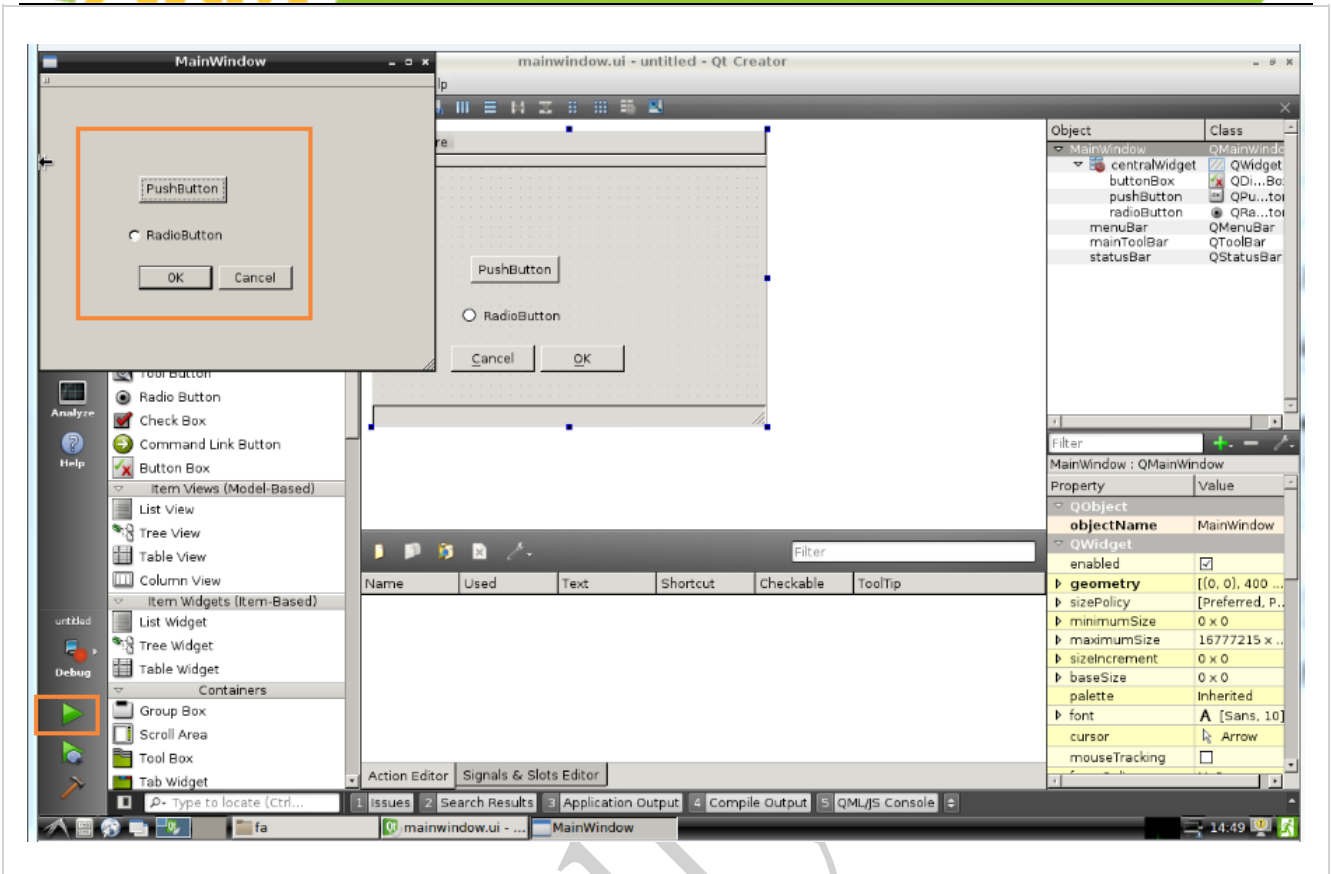 MainWindow
mainwindow.ui - untitled - Qt Creator
lp
re
PushButton
RadioButton
OK
Cancel
PushButton
RadioButton
Cancel
OK
Object
Class
MainWindow
QMainWindo
centralWidget
QWidget
buttonBox
QDi...Bo
pushButton
QPu...to
radioButton
QRa...to
menuBar
QMenuBar
mainToolBar
QToolBar
statusBar
QStatusBar
Tool Button
Radio Button
Check Box
Command Link Button
Button Box
Item Views (Model-Based)
List View
Tree View
Table View
Column View
Item Widgets (Item-Based)
List Widget
Tree Widget
Table Widget
Containers
Group Box
Scroll Area
Tool Box
Tab Widget
Analyze
Help
untitled
Debug
Filter
Name
Used
Text
Shortcut
Checkable
ToolTip
Action Editor
Signals & Slots Editor
Filter
MainWindow : QMainWindow
Property
Value
QObject
objectName
MainWindow
QWidget
enabled
geometry
[(0, 0), 400 ...
sizePolicy
[Preferred, P..
minimumSize
0 x 0
maximumSize
16777215 x ..
sizeIncrement
0 x 0
baseSize
0 x 0
palette
Inherited
font
A [Sans, 10]
cursor
Arrow
mouseTracking
Type to locate (Ctrl...
1 Issues
2 Search Results
3 Application Output
4 Compile Output
5 QML/JS Console
fa
mainwindow.ui - ...
MainWindow
14:49